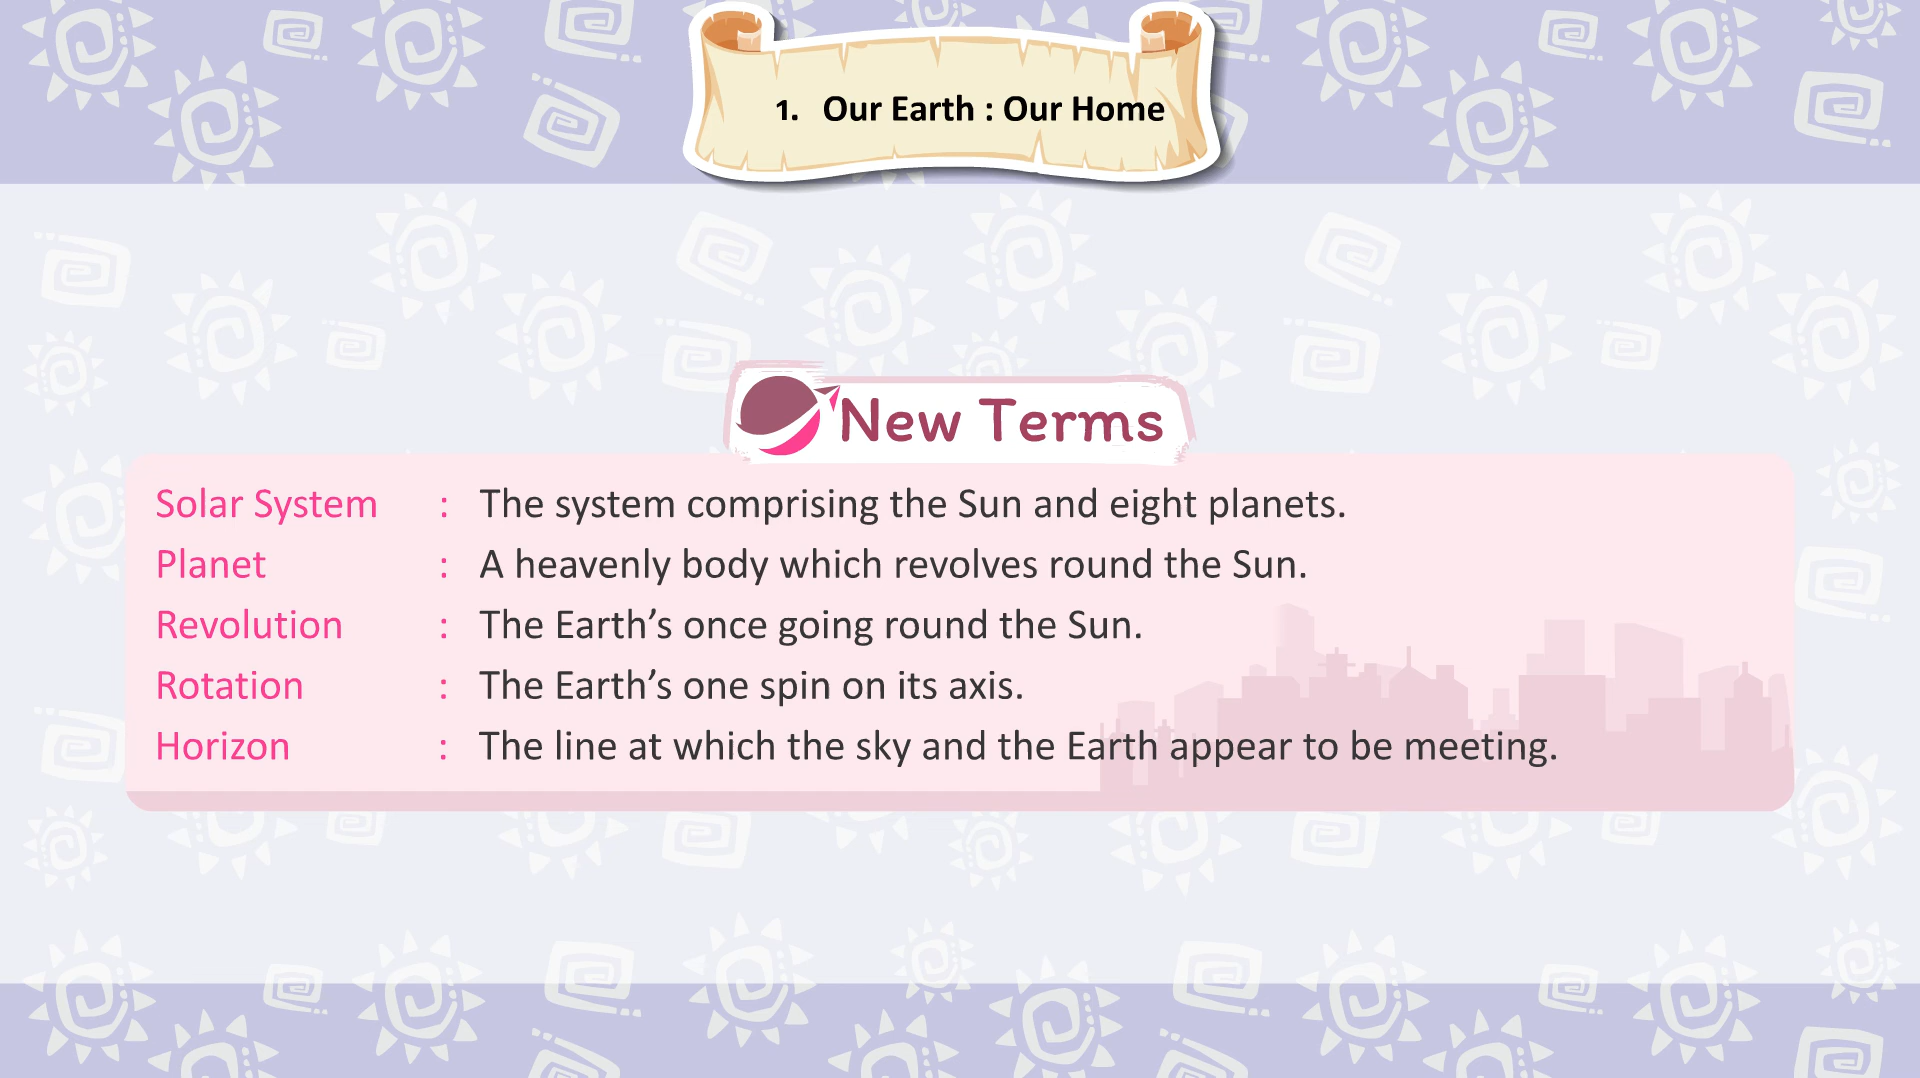 1. Our Earth : Our Home
New Terms
Solar System : The system comprising the Sun and eight planets.
Planet : A heavenly body which revolves round the Sun.
Revolution : The Earth’s once going round the Sun.
Rotation : The Earth’s one spin on its axis.
Horizon : The line at which the sky and the Earth appear to be meeting.